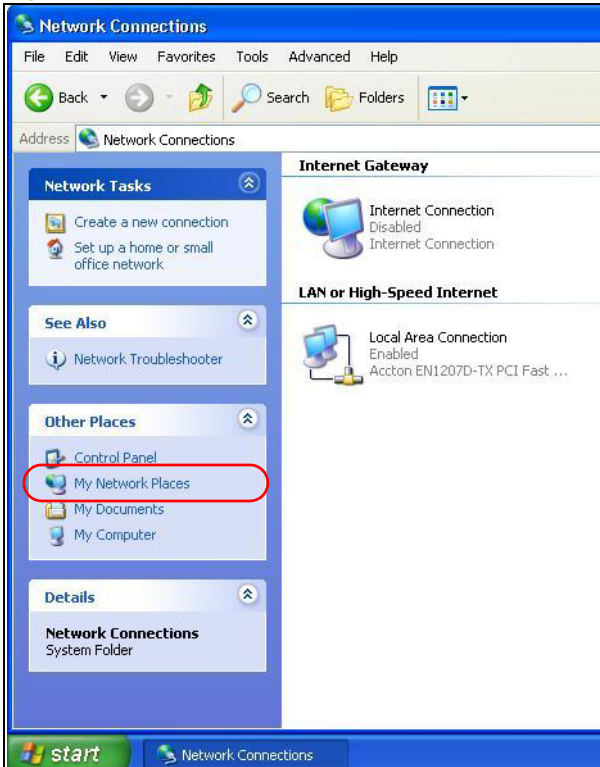 Network Connections
File Edit View Favorites Tools Advanced Help
Back Search Folders
Address Network Connections
Network Tasks
Create a new connection
Set up a home or small
office network
See Also
Network Troubleshooter
Other Places
Control Panel
My Network Places
My Documents
My Computer
Details
Network Connections
System Folder
Internet Gateway
Internet Connection
Disabled
Internet Connection
LAN or High-Speed Internet
Local Area Connection
Enabled
Accton EN1207D-TX PCI Fast ...
start Network Connections